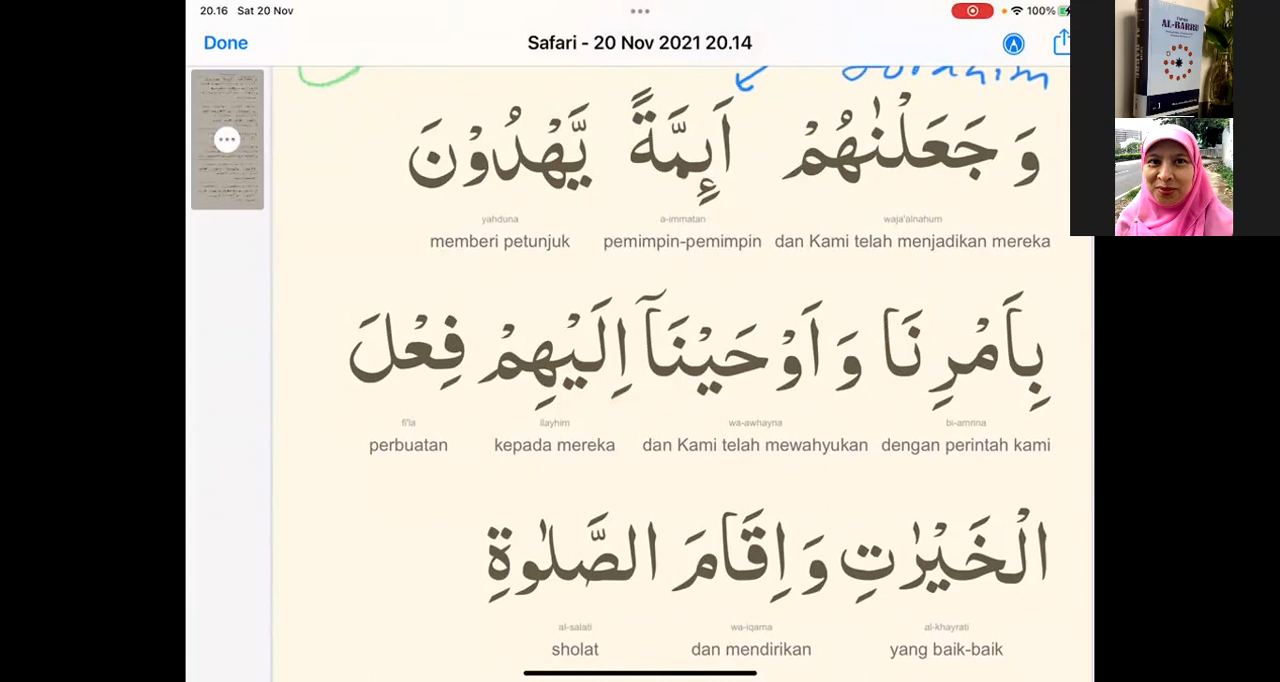 20.16 Sat 20 Nov
100%
Done
Safari - 20 Nov 2021 20.14
Ibrahim
وَجَعَلْنٰهُمْ اَىِٕمَّةً يَّهْدُوْنَ
waja'alnahum a-immatan yahduna
dan Kami telah menjadikan mereka pemimpin-pemimpin memberi petunjuk
بِاَمْرِنَا وَاَوْحَيْنَآ اِلَيْهِمْ فِعْلَ
bi-amrina wa-awhayna ilayhim fi'la
dengan perintah kami dan Kami telah mewahyukan kepada mereka perbuatan
الْخَيْرٰتِ وَاِقَامَ الصَّلٰوةِ
al-khayrati wa-iqama al-salati
yang baik-baik dan mendirikan sholat
AL-BARRU